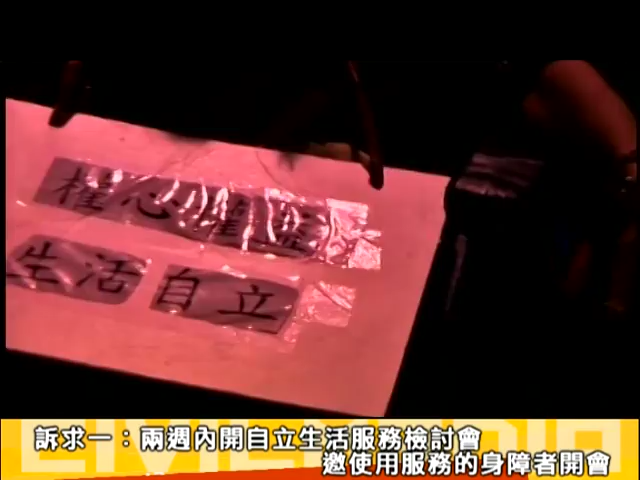 生活 自立
訴求一：兩週內開自立生活服務檢討會
邀使用服務的身障者開會